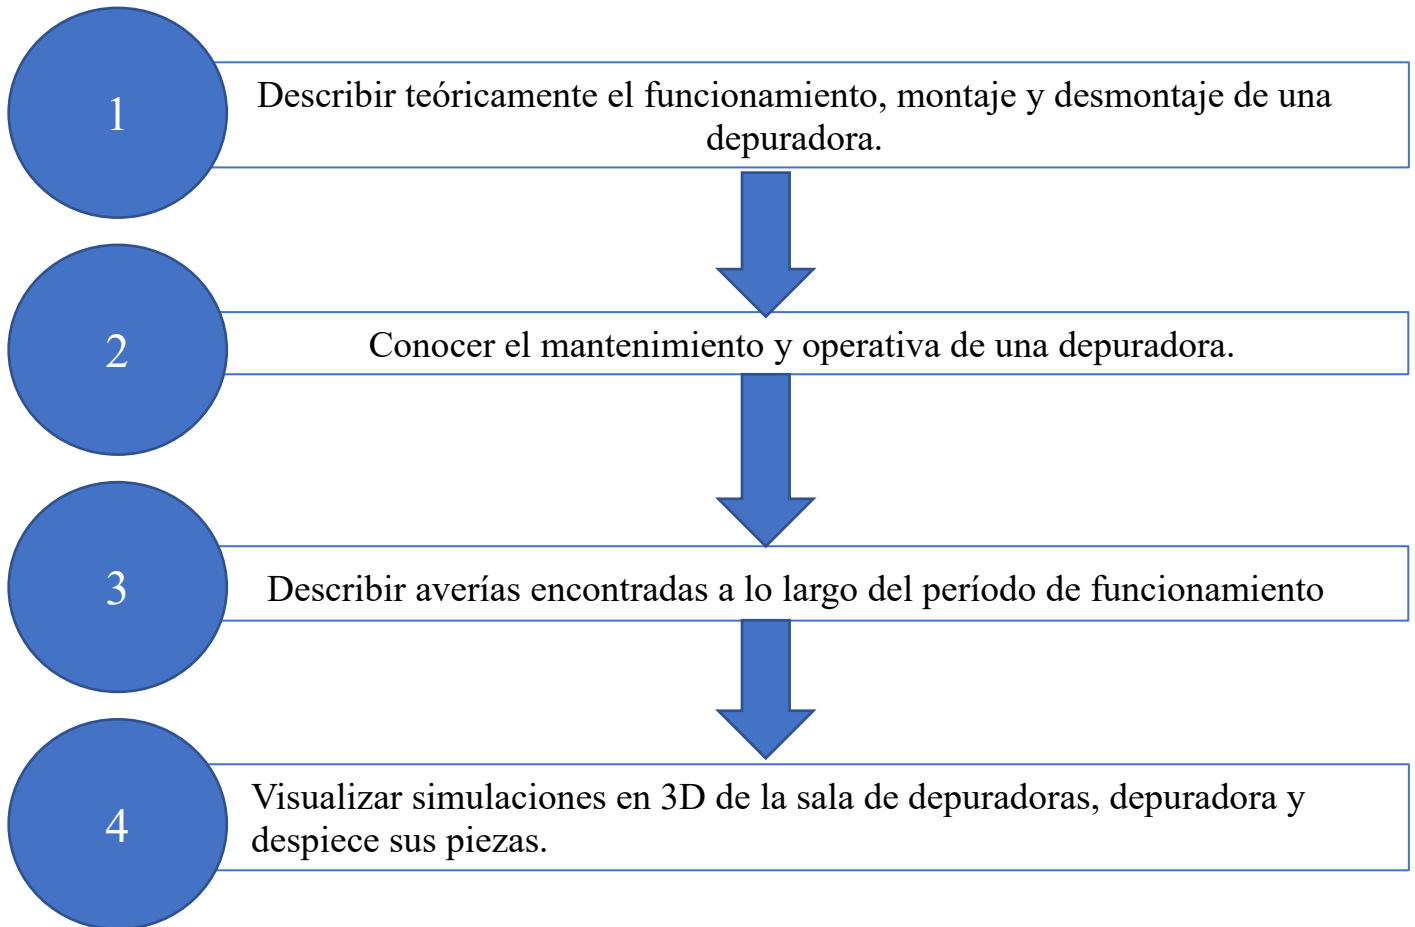 1
Describir teóricamente el funcionamiento, montaje y desmontaje de una
depuradora.
2
Conocer el mantenimiento y operativa de una depuradora.
3
Describir averías encontradas a lo largo del período de funcionamiento
4
Visualizar simulaciones en 3D de la sala de depuradoras, depuradora y
despiece sus piezas.